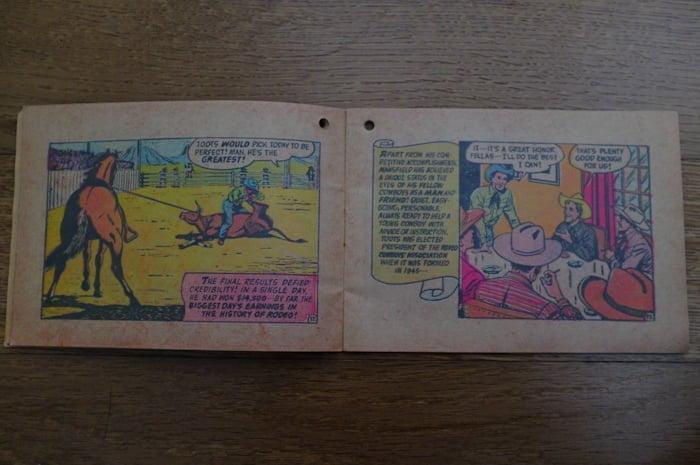 TOOTS WOULD PICK TODAY TO BE
PERFECT! MAN, HE'S THE
GREATEST!
THE FINAL RESULTS DEFIED
CREDIBILITY! IN A SINGLE DAY
HE HAD WON $14,500--BY FAR THE
BIGGEST DAY'S EARNINGS IN
THE HISTORY OF RODEO!
APART FROM HIS COM-
PETITIVE ACCOMPLISHMENTS,
MANSFIELD HAS ACHIEVED
A UNIQUE STATUS IN THE
EYES OF HIS FELLOW
COWBOYS AS A MAN AND
FRIEND! QUIET, EASY-
GOING, PERSONABLE,
ALWAYS READY TO HELP A
YOUNG COWBOY WITH
ADVICE OR INSTRUCTION,
TOOTS WAS ELECTED
PRESIDENT OF THE RODEO
COWBOYS ASSOCIATION
WHEN IT WAS FORMED
IN 1945--
IT--IT'S A GREAT HONOR
FELLAS--I'LL DO THE BEST
I CAN!
THAT'S PLENTY
GOOD ENOUGH
FOR US!